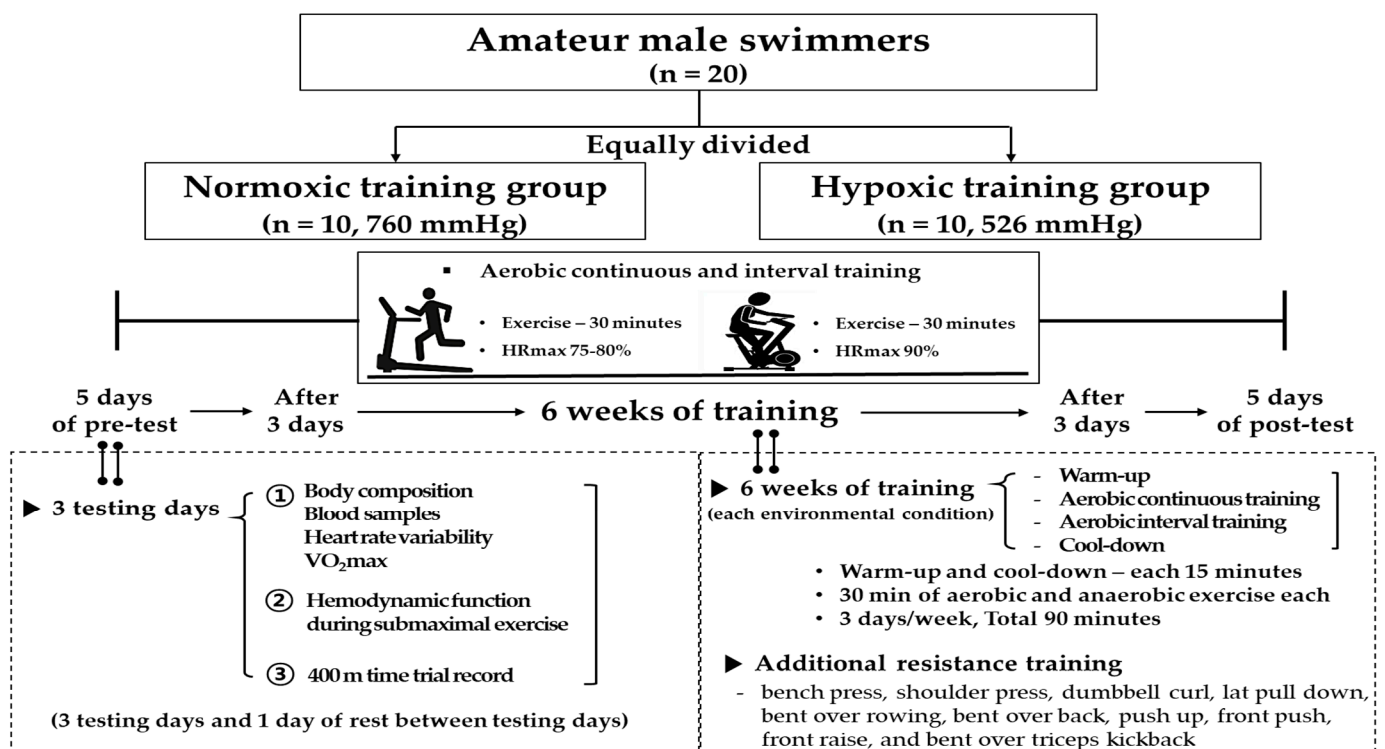 Amateur male swimmers
(n = 20)
Equally divided
Normoxic training group
(n = 10, 760 mmHg)
Hypoxic training group
(n = 10, 526 mmHg)
▪ Aerobic continuous and interval training
• Exercise – 30 minutes
• HRmax 75-80%
• Exercise – 30 minutes
• HRmax 90%
5 days
of pre-test
After
3 days
6 weeks of training
After
3 days
5 days
of post-test
▶ 3 testing days
① Body composition
Blood samples
Heart rate variability
VO₂max
② Hemodynamic function
during submaximal exercise
③ 400 m time trial record
(3 testing days and 1 day of rest between testing days)
▶ 6 weeks of training
(each environmental condition)
- Warm-up
- Aerobic continuous training
- Aerobic interval training
- Cool-down
• Warm-up and cool-down – each 15 minutes
• 30 min of aerobic and anaerobic exercise each
• 3 days/week, Total 90 minutes
▶ Additional resistance training
- bench press, shoulder press, dumbbell curl, lat pull down,
bent over rowing, bent over back, push up, front push,
front raise, and bent over triceps kickback